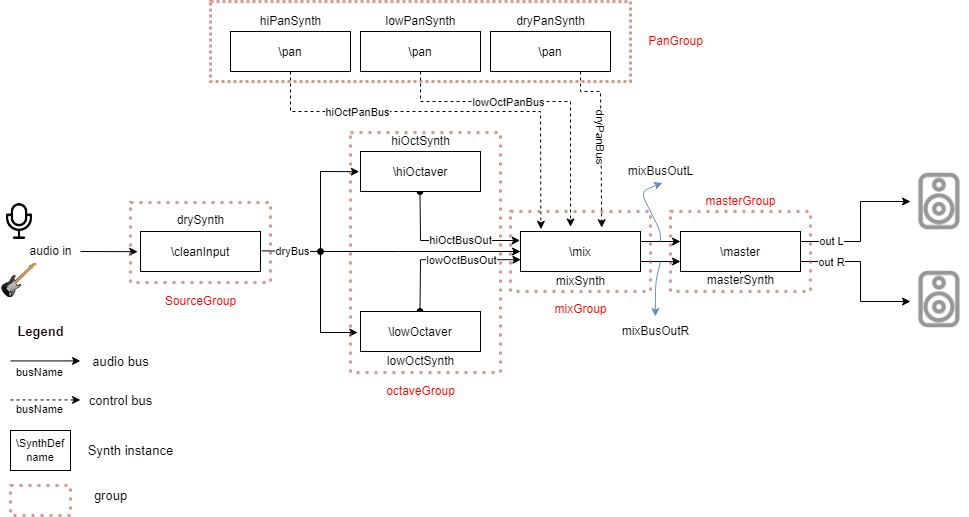 hiPanSynth
lowPanSynth
dryPanSynth
\pan
\pan
\pan
PanGroup
hiOctPanBus
lowOctPanBus
dryPanBus
hiOctSynth
\hiOctaver
mixBusOutL
masterGroup
drySynth
audio in
\cleanInput
dryBus
SourceGroup
hiOctBusOut
lowOctBusOut
\mix
mixSynth
mixGroup
\master
masterSynth
out L
out R
mixBusOutR
\lowOctaver
lowOctSynth
octaveGroup
Legend
audio bus
busName
control bus
busName
\SynthDef
name
Synth instance
group